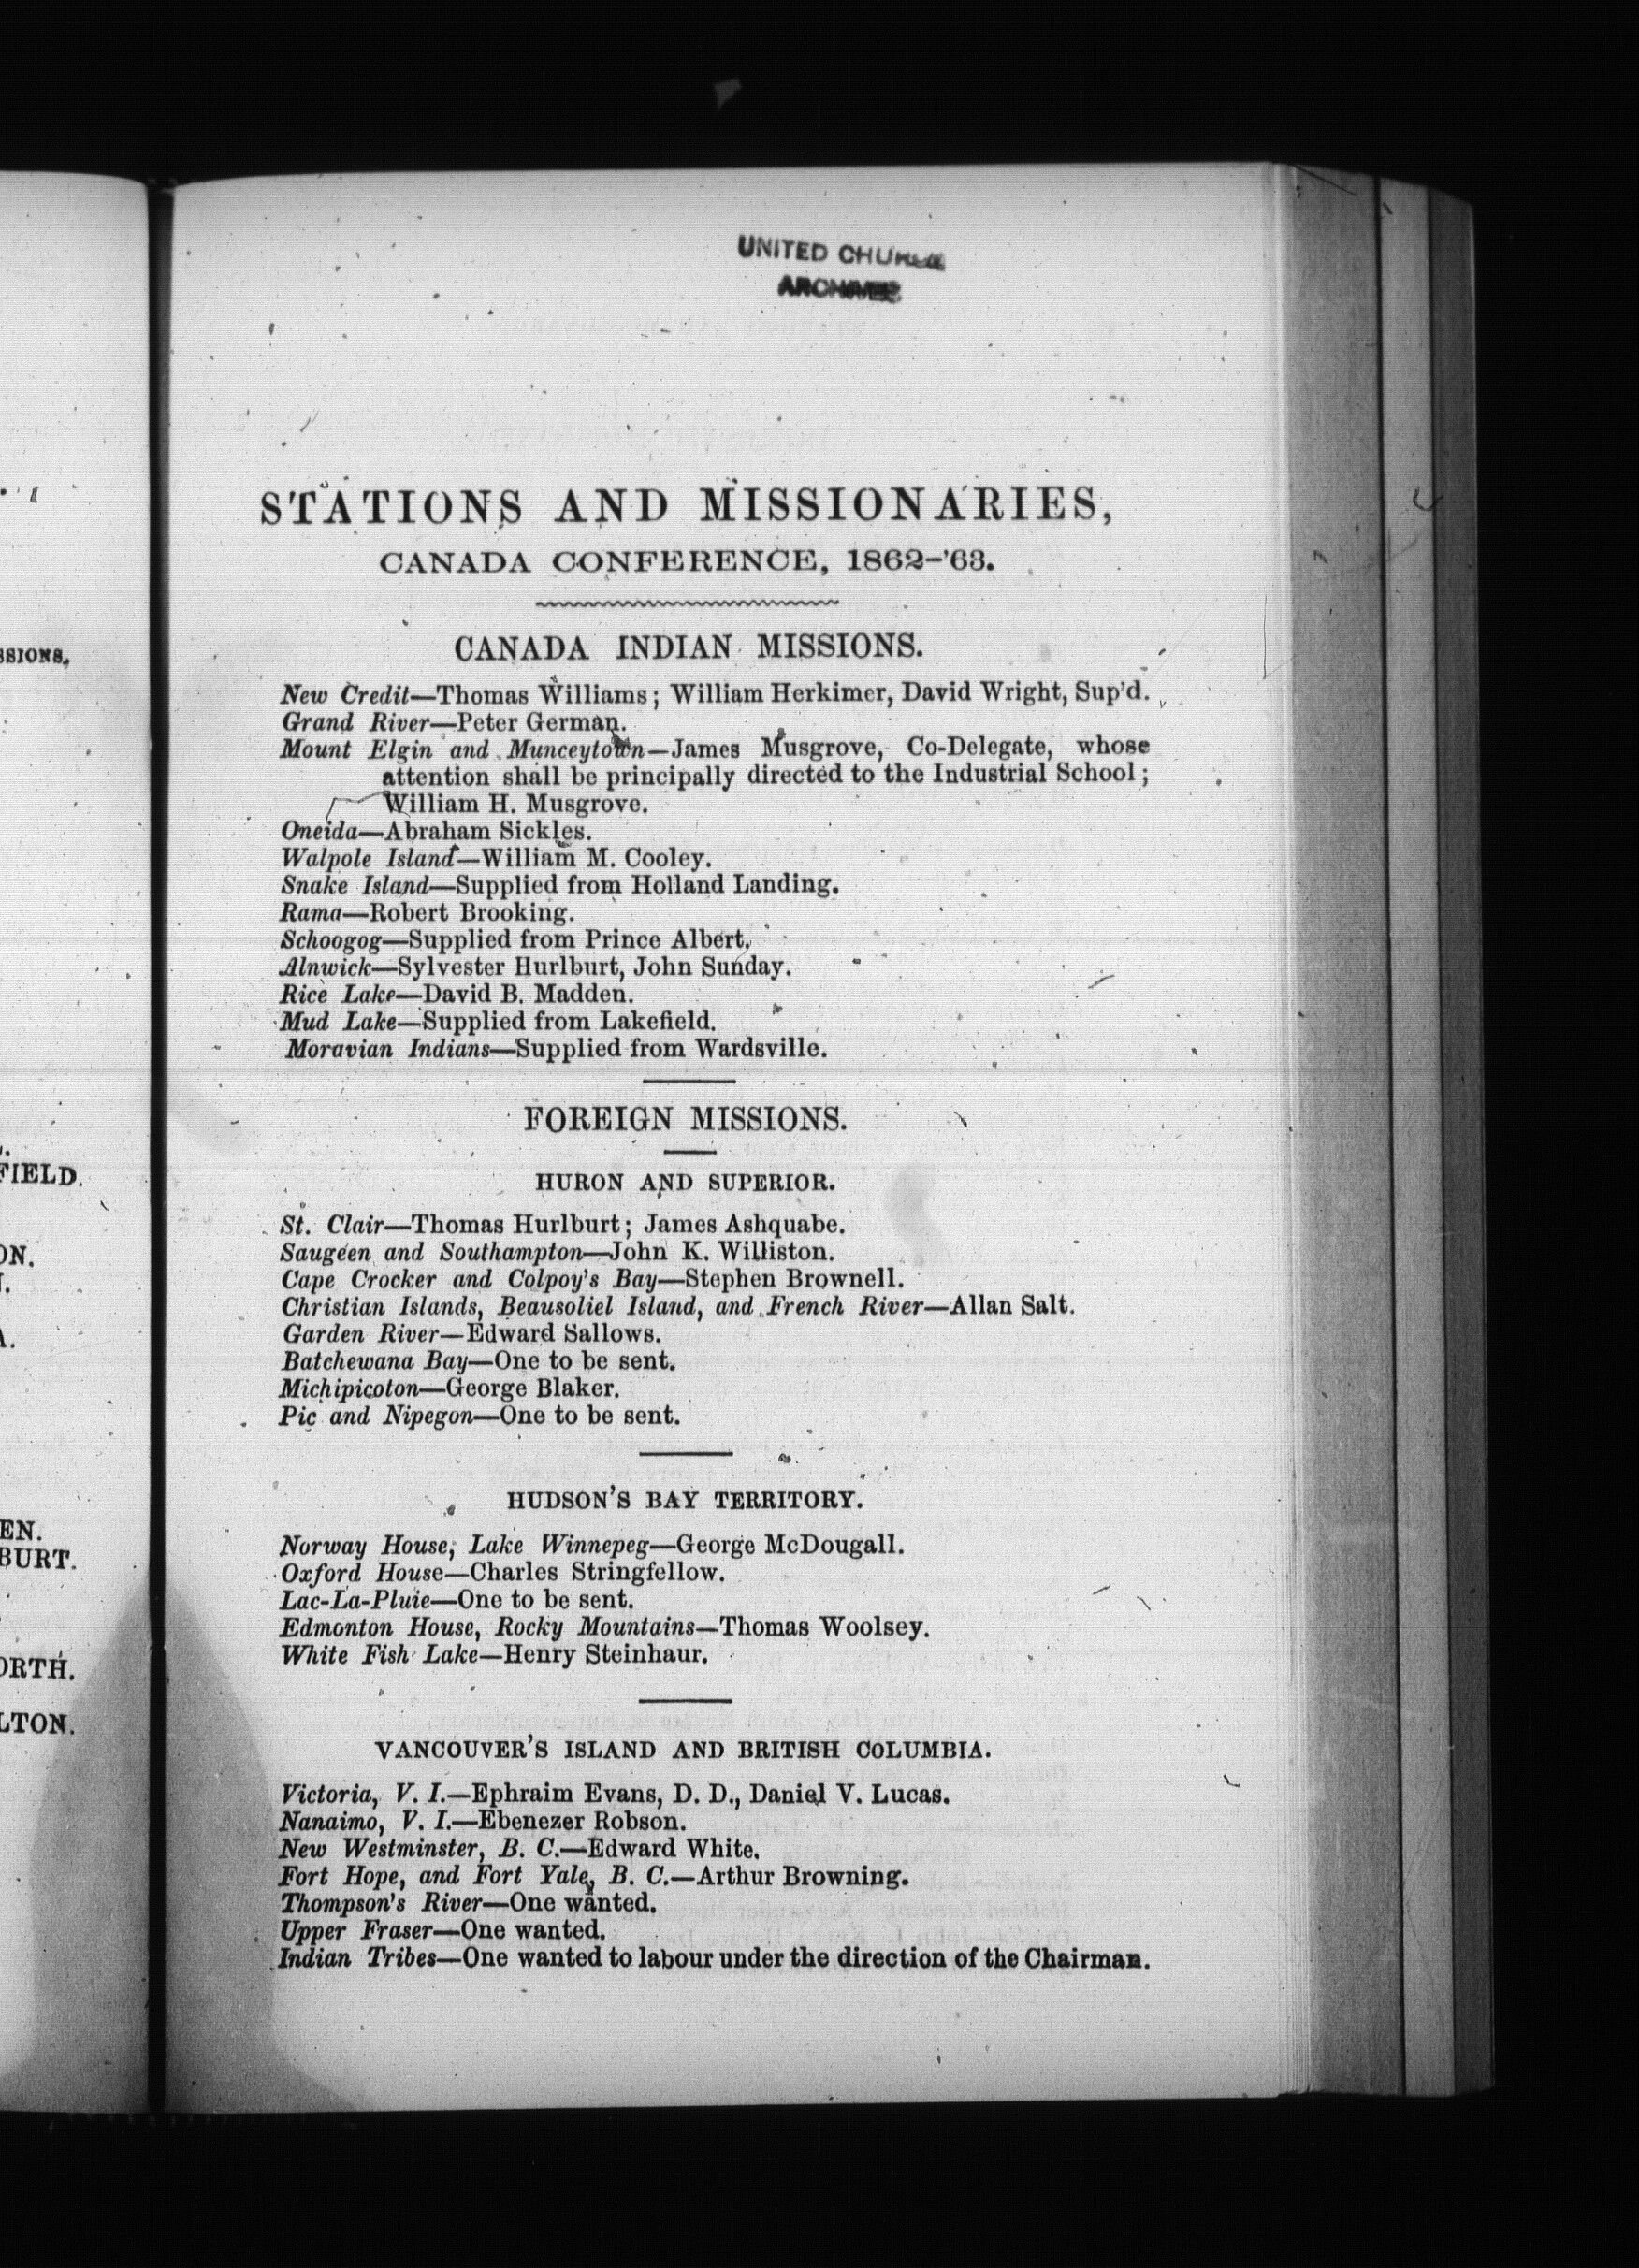 UNITED CHURCH
ARCHIVES
STATIONS AND MISSIONARIES,
CANADA CONFERENCE, 1862-'63.
CANADA INDIAN MISSIONS.
New Credit—Thomas Williams; William Herkimer, David Wright, Sup'd.
Grand River—Peter German.
Mount Elgin and Munceytown—James Musgrove, Co-Delegate, whose
attention shall be principally directed to the Industrial School;
William H. Musgrove.
Oneida—Abraham Sickles.
Walpole Island—William M. Cooley.
Snake Island—Supplied from Holland Landing.
Rama—Robert Brooking.
Schoogog—Supplied from Prince Albert.
Alnwick—Sylvester Hurlburt, John Sunday.
Rice Lake—David B. Madden.
Mud Lake—Supplied from Lakefield.
Moravian Indians—Supplied from Wardsville.
FOREIGN MISSIONS.
HURON AND SUPERIOR.
St. Clair—Thomas Hurlburt; James Ashquabe.
Saugeen and Southampton—John K. Williston.
Cape Crocker and Colpoy's Bay—Stephen Brownell.
Christian Islands, Beausoliel Island, and French River—Allan Salt.
Garden River—Edward Sallows.
Batchewana Bay—One to be sent.
Michipicoton—George Blaker.
Pic and Nipegon—One to be sent.
HUDSON'S BAY TERRITORY.
Norway House, Lake Winnepeg—George McDougall.
Oxford House—Charles Stringfellow.
Lac-La-Pluie—One to be sent.
Edmonton House, Rocky Mountains—Thomas Woolsey.
White Fish Lake—Henry Steinhaur.
VANCOUVER'S ISLAND AND BRITISH COLUMBIA.
Victoria, V. I.—Ephraim Evans, D. D., Daniel V. Lucas.
Nanaimo, V. I.—Ebenezer Robson.
New Westminster, B. C.—Edward White.
Fort Hope, and Fort Yale, B. C.—Arthur Browning.
Thompson's River—One wanted.
Upper Fraser—One wanted.
Indian Tribes—One wanted to labour under the direction of the Chairman.